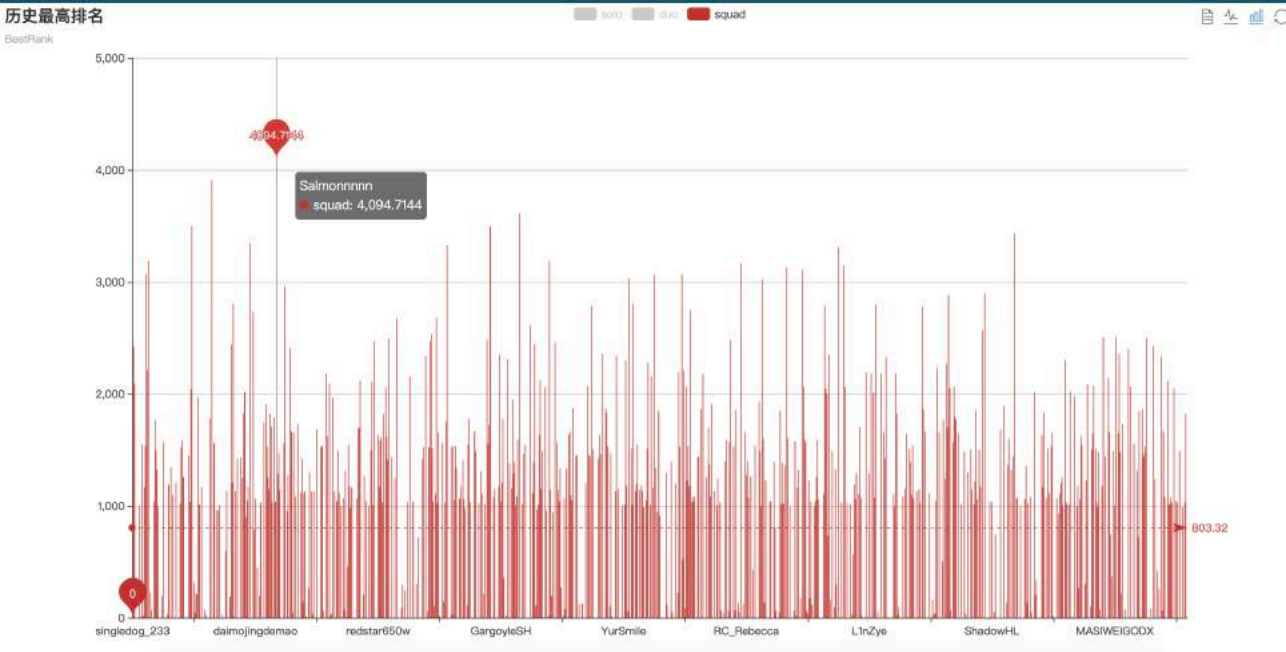 历史最高排名
BestRank
solo duo squad
5,000
4094.7144
4,000
Salmonnnnn
squad: 4,094.7144
3,000
2,000
1,000
803.32
0
0
singledog_233 daimojingdemao redstar650w GargoyleSH YurSmile RC_Rebecca L1nZye ShadowHL MASIWEIGODX